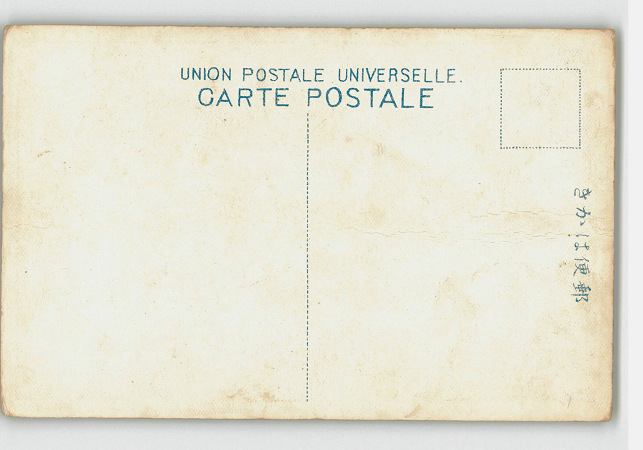 UNION POSTALE UNIVERSELLE.
CARTE POSTALE
きかは便郵